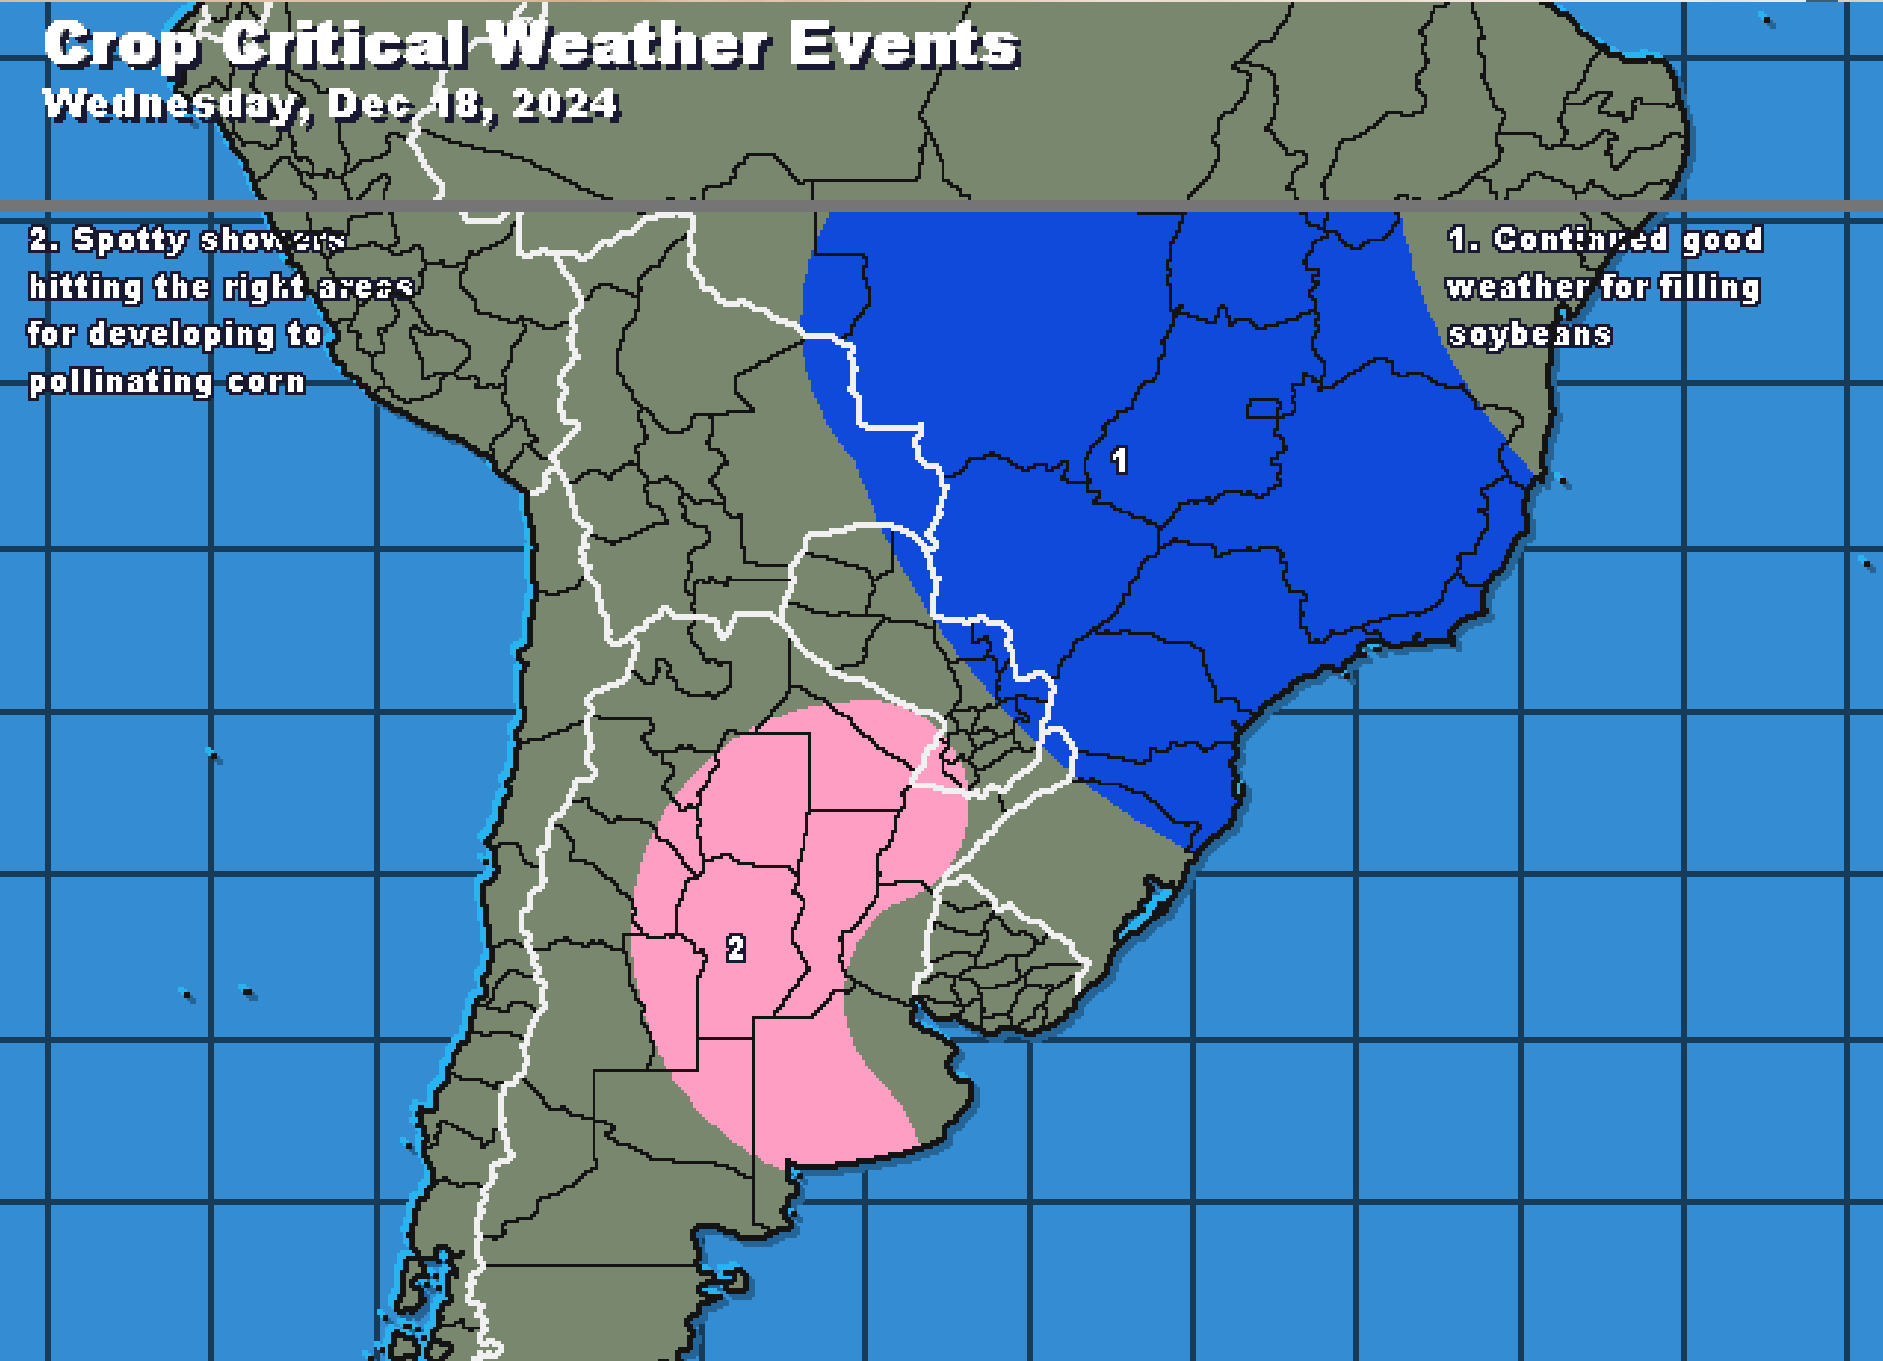 Crop Critical Weather Events
Wednesday, Dec 18, 2024
2. Spotty showers
hitting the right areas
for developing to
pollinating corn
1. Continued good
weather for filling
soybeans
1
2